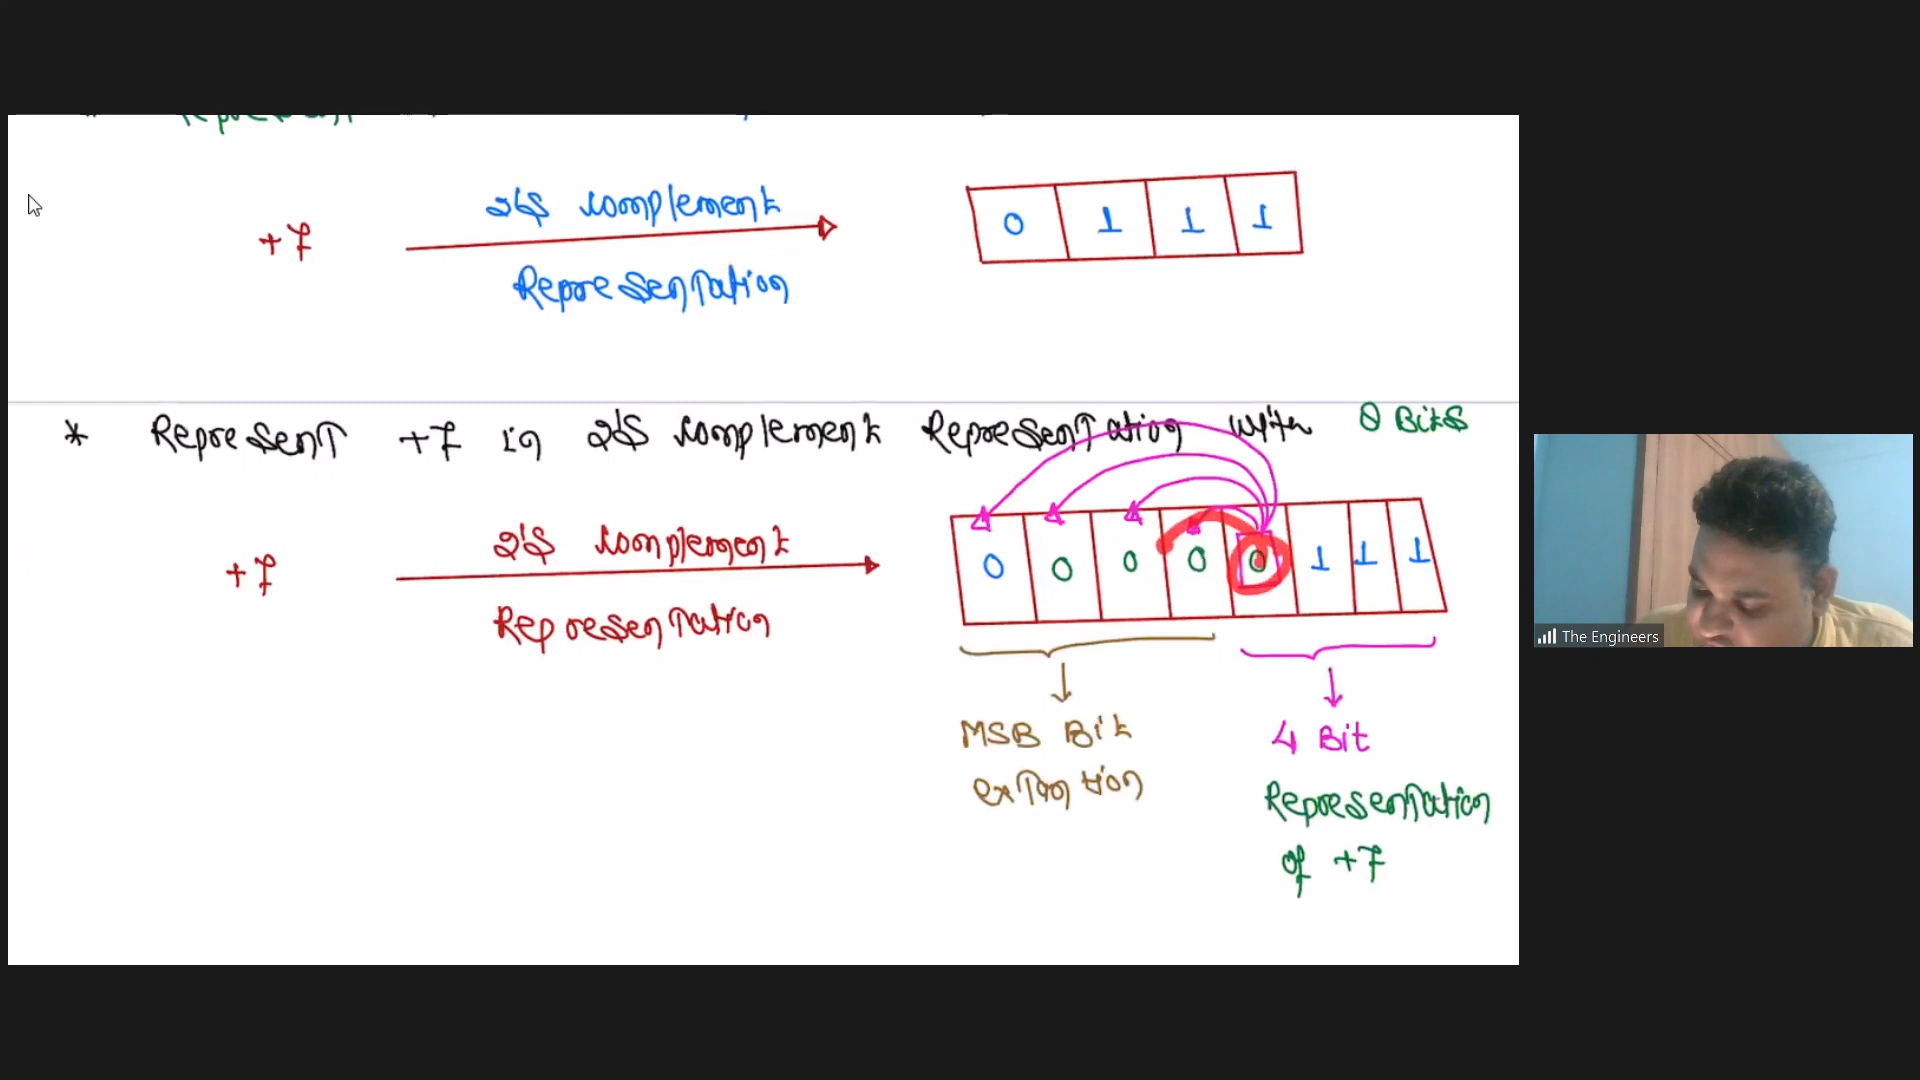 +7 2's complement
Representation
0 1 1 1
* Represent +7 in 2's complement Representation with 8 Bits
+7 2's complement
Representation
0 0 0 0 0 1 1 1
MSB Bit
extantion
4 Bit
Representation
of +7
The Engineers